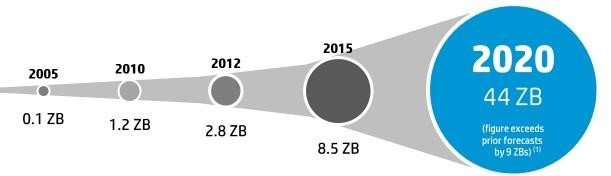 2005
0.1 ZB
2010
1.2 ZB
2012
2.8 ZB
2015
8.5 ZB
2020
44 ZB
(figure exceeds
prior forecasts
by 9 ZBs) (1)